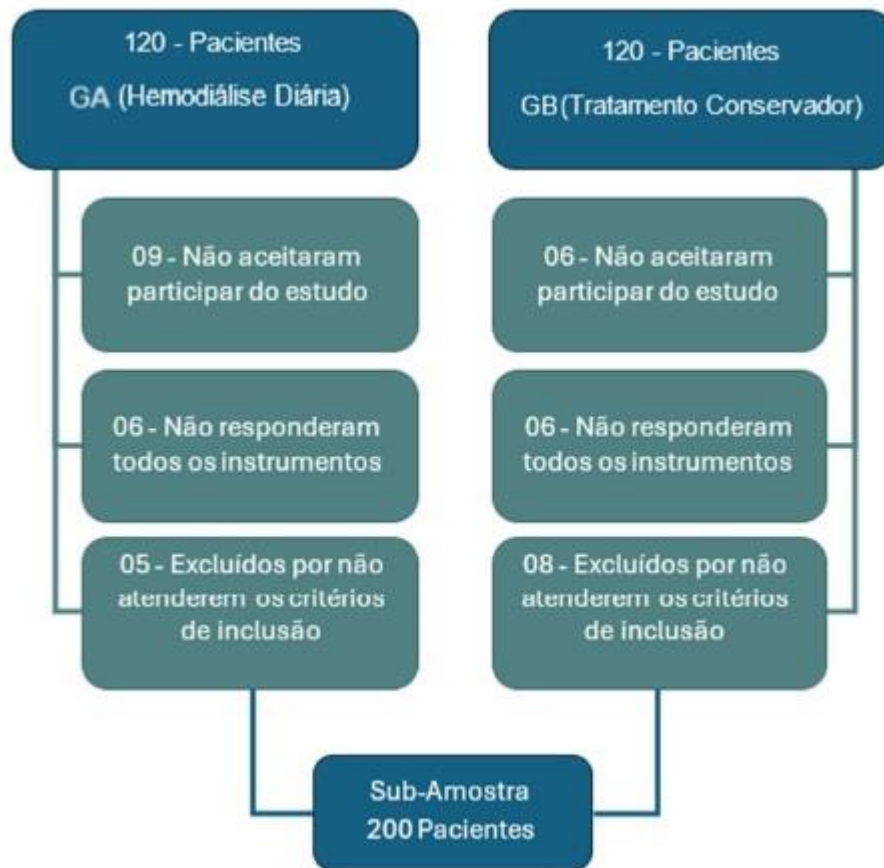 120 - Pacientes
GA (Hemodiálise Diária)
09 - Não aceitaram
participar do estudo
06 - Não responderam
todos os instrumentos
05 - Excluídos por não
atenderem os critérios
de inclusão
120 - Pacientes
GB (Tratamento Conservador)
06 - Não aceitaram
participar do estudo
06 - Não responderam
todos os instrumentos
08 - Excluídos por não
atenderem os critérios
de inclusão
Sub-Amostra
200 Pacientes